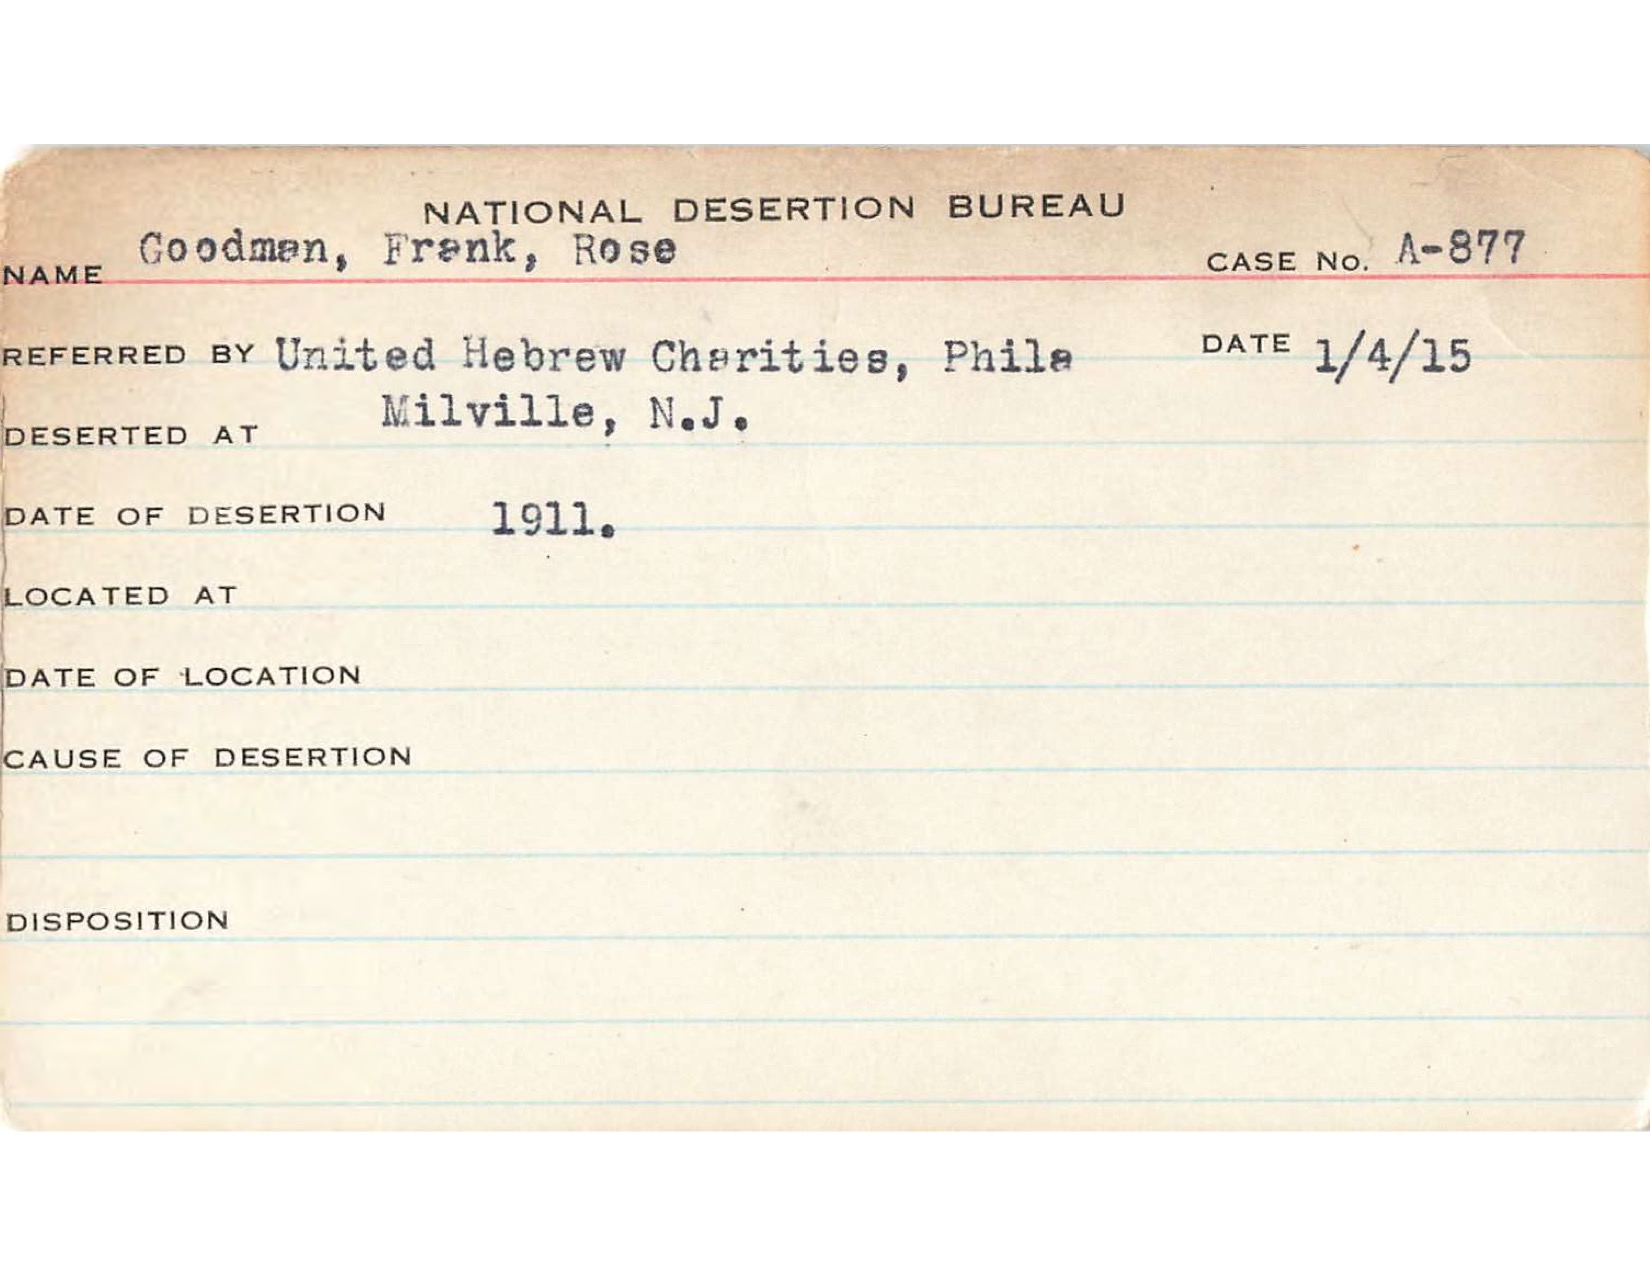 NATIONAL DESERTION BUREAU
NAME Goodman, Frank, Rose CASE No. A-877
REFERRED BY United Hebrew Charities, Phila DATE 1/4/15
DESERTED AT Milville, N.J.
DATE OF DESERTION 1911.
LOCATED AT
DATE OF LOCATION
CAUSE OF DESERTION
DISPOSITION